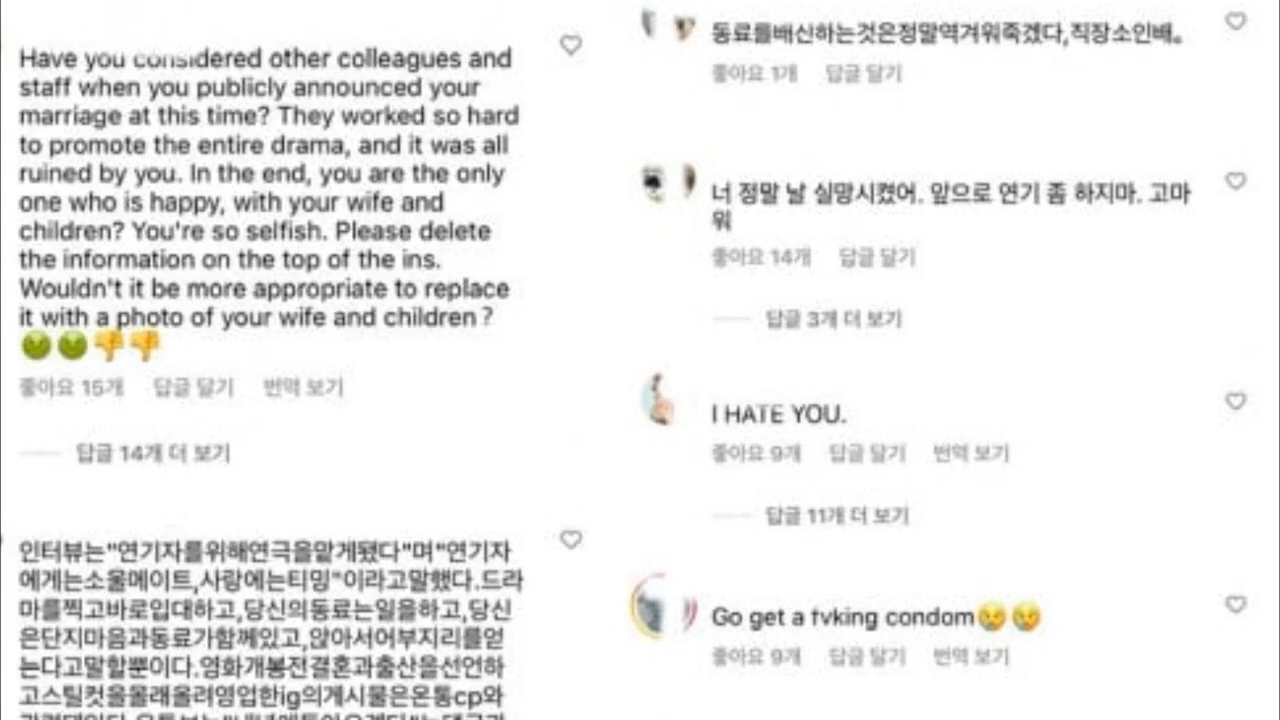 Have you considered other colleagues and
staff when you publicly announced your
marriage at this time? They worked so hard
to promote the entire drama, and it was all
ruined by you. In the end, you are the only
one who is happy, with your wife and
children? You're so selfish. Please delete
the information on the top of the ins.
Wouldn't it be more appropriate to replace
it with a photo of your wife and children ?
🤢🤢👎👎
좋아요 15개 답글 달기 번역 보기
답글 14개 더 보기
인터뷰는"연기자를위해연극을맡게됐다"며"연기자
에게는소울메이트,사랑에는티밍"이라고말했다.드라
마를찍고바로입대하고,당신의동료는일을하고,당신
은단지마음과동료가함께있고,앉아서어부지리를얻
는다고말할뿐이다.영화개봉전결혼과출산을선언하
고스틸컷을몰래올려영업한ig의게시물은온통cp와
동료를배신하는것은정말역겨워죽겠다,직장소인배。
좋아요 1개 답글 달기
너 정말 날 실망시켰어. 앞으로 연기 좀 하지마. 고마
워
좋아요 14개 답글 달기
답글 3개 더 보기
I HATE YOU.
좋아요 9개 답글 달기 번역 보기
답글 11개 더 보기
Go get a fvking condom😢😢
좋아요 9개 답글 달기 번역 보기